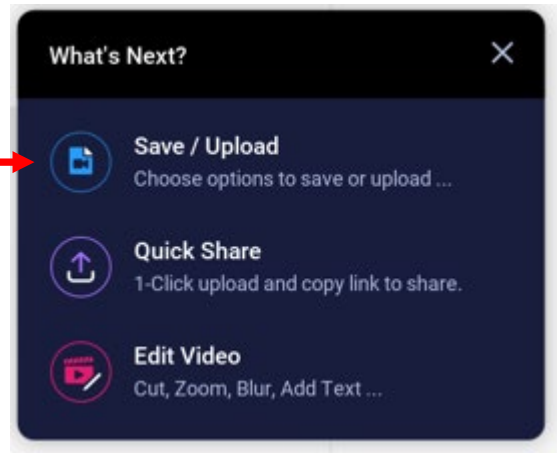 What's Next?
Save / Upload
Choose options to save or upload ...
Quick Share
1-Click upload and copy link to share.
Edit Video
Cut, Zoom, Blur, Add Text ...